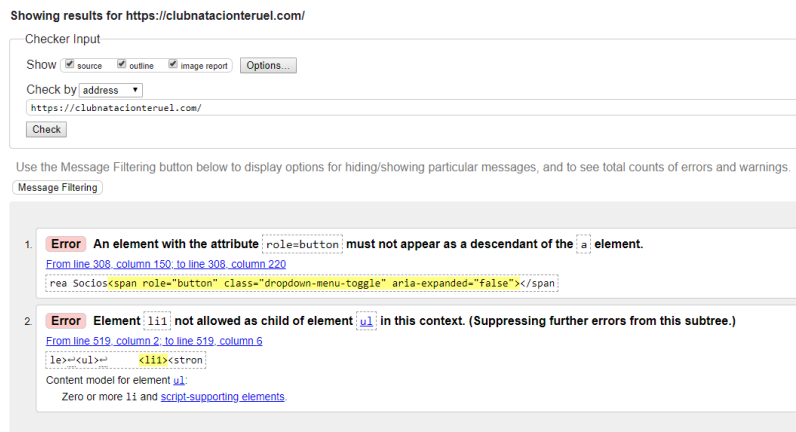 Showing results for https://clubnatacionteruel.com/
Checker Input
Show source outline image report Options...
Check by address
https://clubnatacionteruel.com/
Check
Use the Message Filtering button below to display options for hiding/showing particular messages, and to see total counts of errors and warnings.
Message Filtering
1. Error An element with the attribute role=button must not appear as a descendant of the a element.
From line 308, column 150; to line 308, column 220
rea Socios<span role="button" class="dropdown-menu-toggle" aria-expanded="false"></span
2. Error Element li1 not allowed as child of element ul in this context. (Suppressing further errors from this subtree.)
From line 519, column 2; to line 519, column 6
le>↩<ul>↩ <li1><stron
Content model for element ul:
Zero or more li and script-supporting elements.